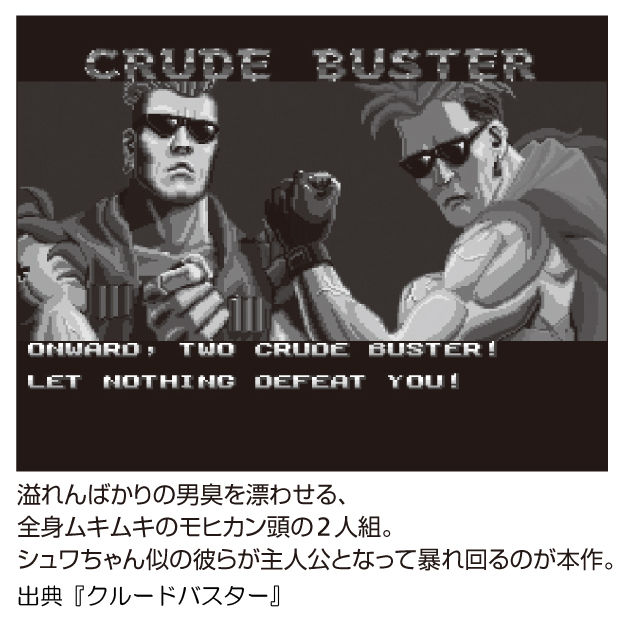 CRUDE BUSTER
ONWARD, TWO CRUDE BUSTER!
LET NOTHING DEFEAT YOU!
溢れんばかりの男臭を漂わせる、
全身ムキムキのモヒカン頭の2人組。
シュワちゃん似の彼らが主人公となって暴れ回るのが本作。
出典『クルードバスター』